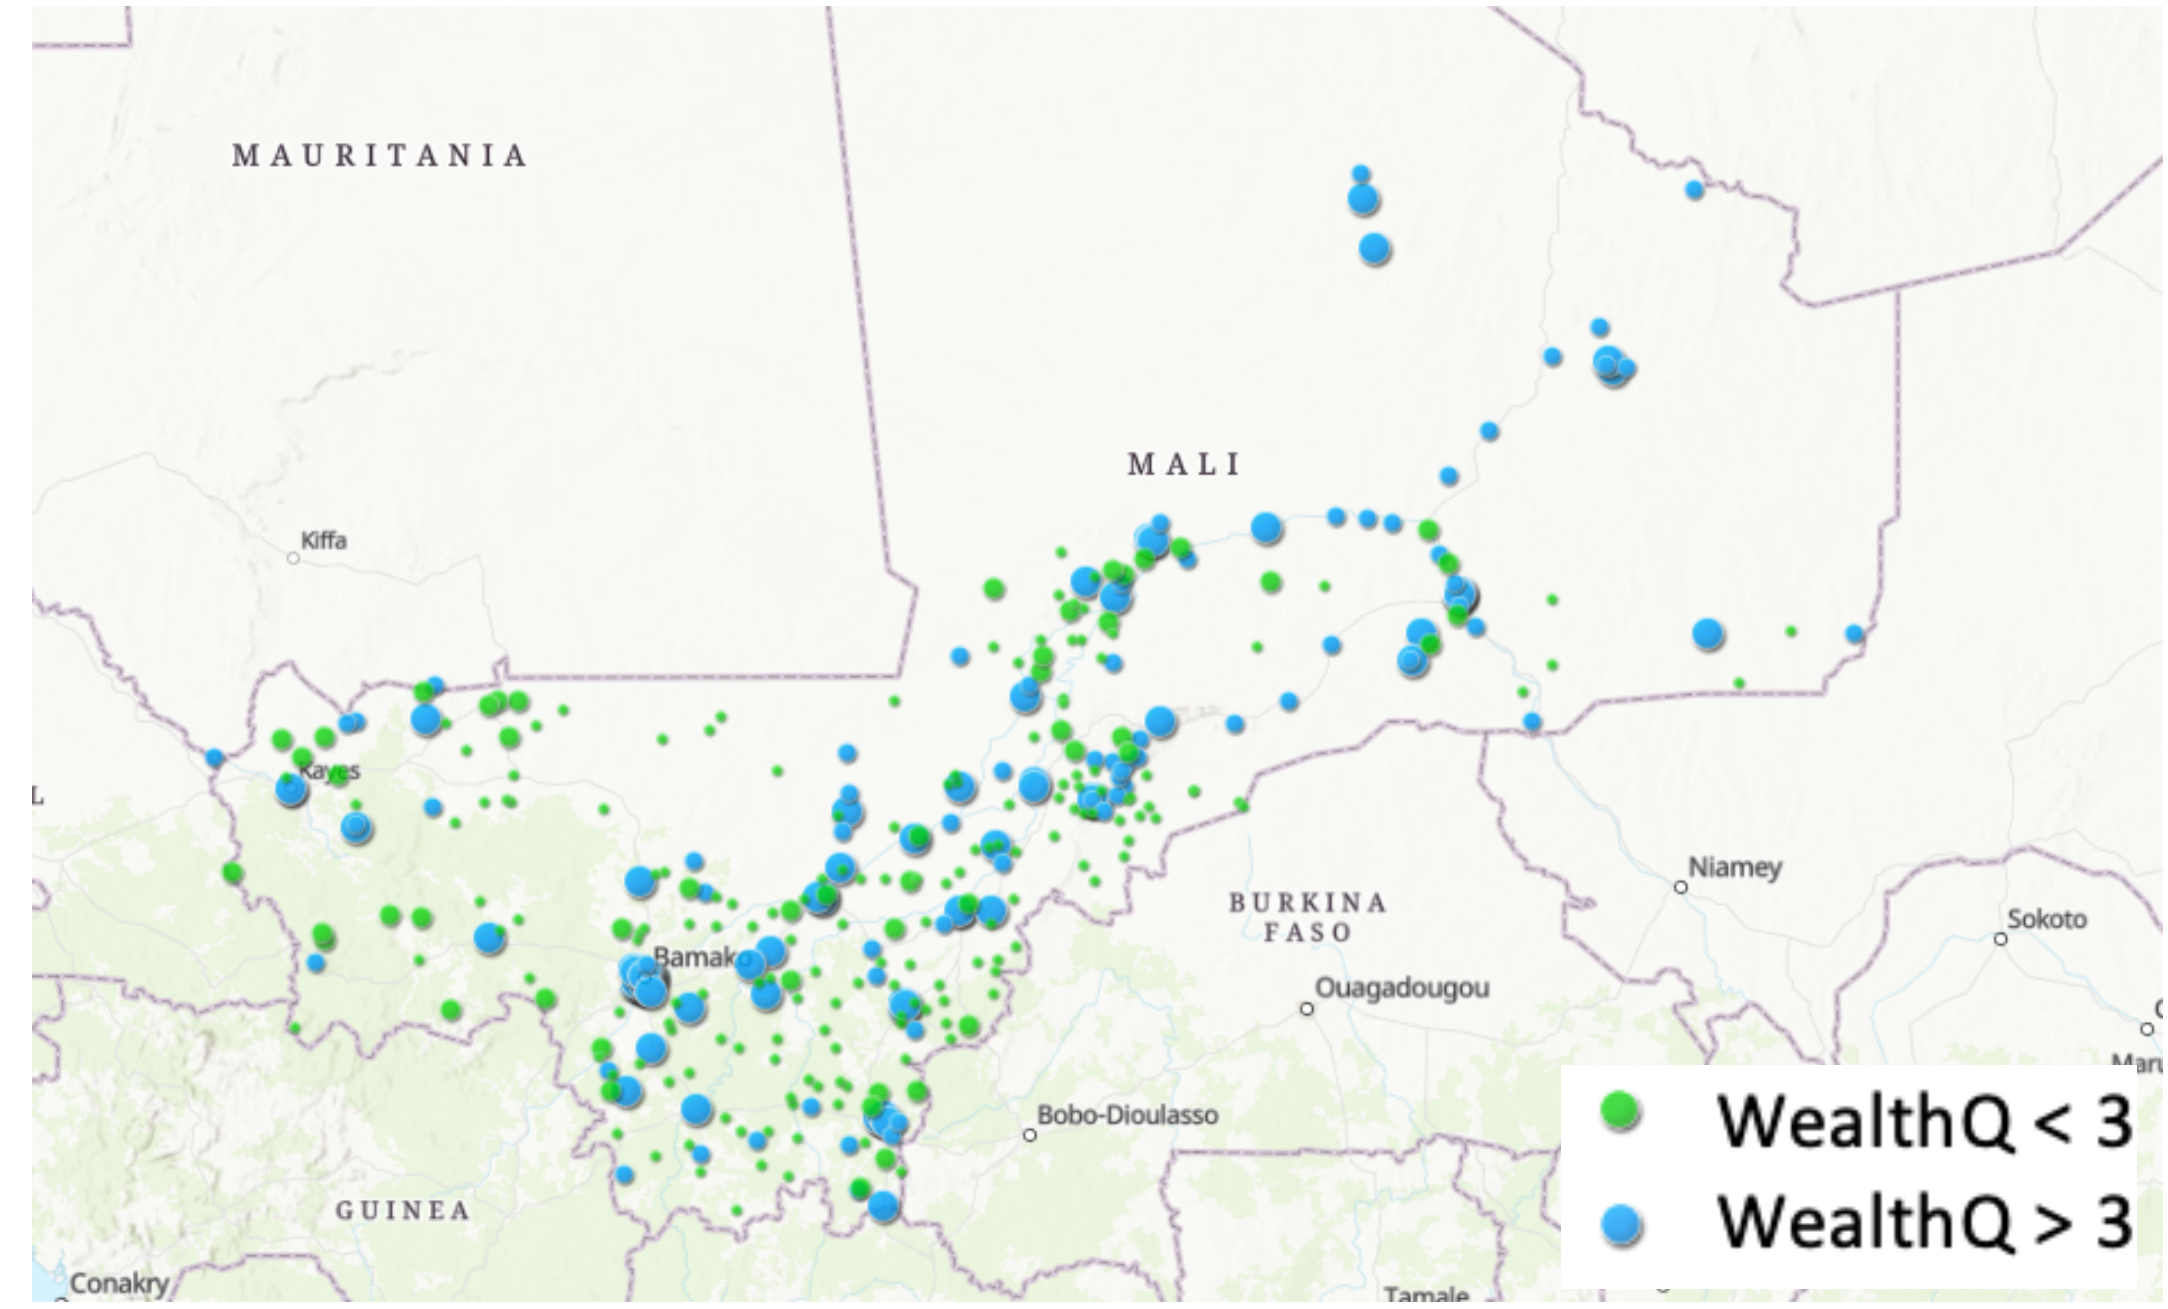 MAURITANIA
MALI
Kiffa
Kayes
L
Niamey
BURKINA
FASO
Sokoto
Bamako
Ouagadougou
Bobo-Dioulasso
GUINEA
Conakry
Tamale
WealthQ < 3
WealthQ > 3